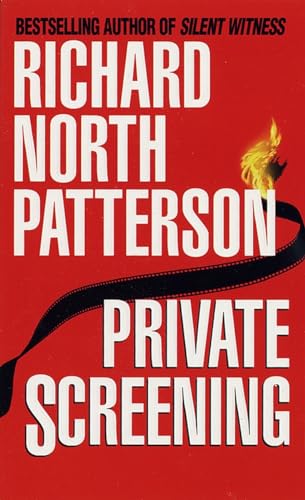 BESTSELLING AUTHOR OF SILENT WITNESS
RICHARD
NORTH
PATTERSON
PRIVATE
SCREENING